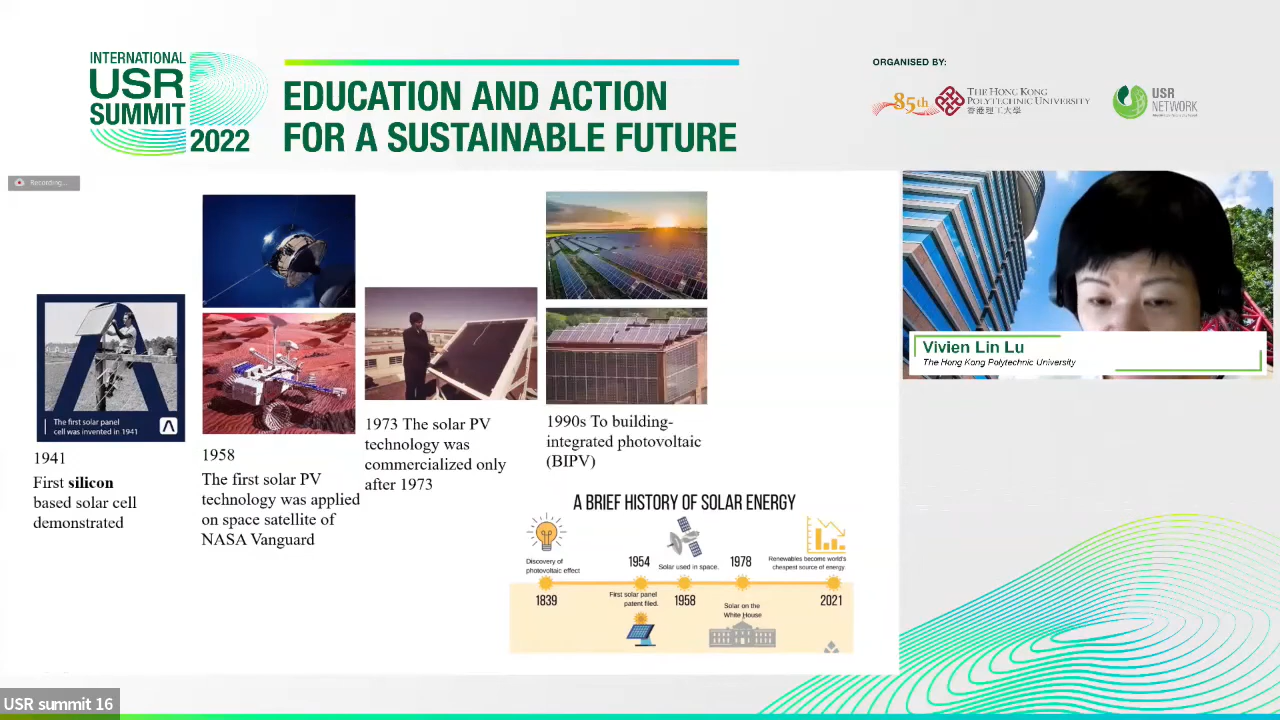 INTERNATIONAL
USR
SUMMIT
2022
EDUCATION AND ACTION
FOR A SUSTAINABLE FUTURE
ORGANISED BY:
85th
THE HONG KONG
POLYTECHNIC UNIVERSITY
香港理工大學
USR
NETWORK
Recording...
The first solar panel
cell was invented in 1941
1941
First silicon
based solar cell
demonstrated
1958
The first solar PV
technology was applied
on space satellite of
NASA Vanguard
1973 The solar PV
technology was
commercialized only
after 1973
1990s To building-
integrated photovoltaic
(BIPV)
A BRIEF HISTORY OF SOLAR ENERGY
Discovery of
photovoltaic effect
1839
1954
First solar panel
patent filed.
Solar used in space.
1958
1978
Solar on the
White House
Renewables become world's
cheapest source of energy.
2021
Vivien Lin Lu
The Hong Kong Polytechnic University
USR summit 16